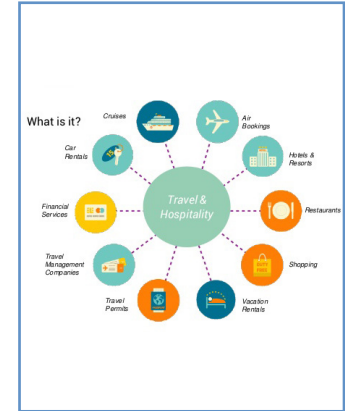 What is it?
Cruises
Air
Bookings
Car
Rentals
Hotels &
Resorts
Travel &
Hospitality
Financial
Services
Restaurants
Travel
Management
Companies
Shopping
Travel
Permits
Vacation
Rentals